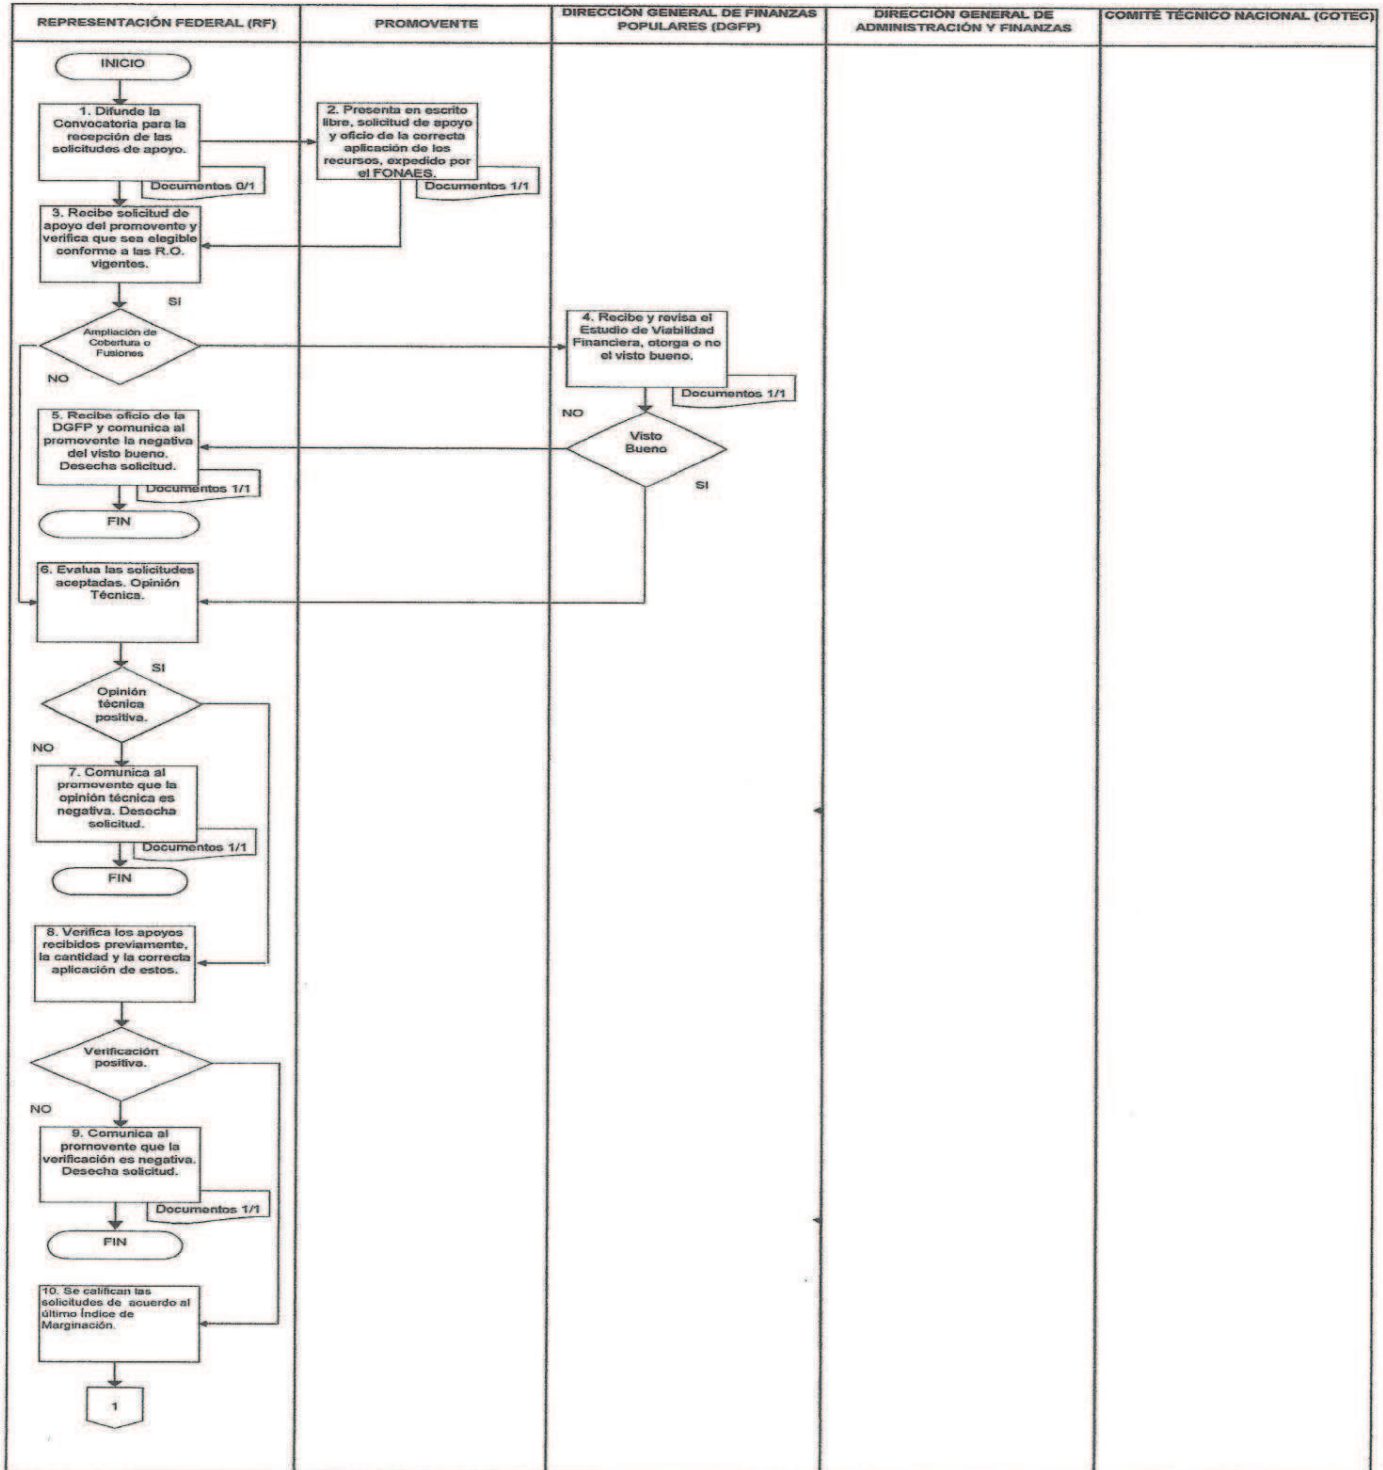 REPRESENTACIÓN FEDERAL (RF)
PROMOVENTE
DIRECCIÓN GENERAL DE FINANZAS
POPULARES (DGFP)
DIRECCIÓN GENERAL DE
ADMINISTRACIÓN Y FINANZAS
COMITÉ TÉCNICO NACIONAL (COTEC)
INICIO
1. Difunde la
Convocatoria para la
recepción de las
solicitudes de apoyo.
Documentos 0/1
2. Presenta en escrito
libre, solicitud de apoyo
y oficio de la correcta
aplicación de los
recursos, expedido por
el FONAES.
Documentos 1/1
3. Recibe solicitud de
apoyo del promovente y
verifica que sea elegible
conforme a las R.O.
vigentes.
SI
Ampliación de
Cobertura o
Fusiones
NO
4. Recibe y revisa el
Estudio de Viabilidad
Financiera, otorga o no
el visto bueno.
Documentos 1/1
NO
Visto
Bueno
SI
5. Recibe oficio de la
DGFP y comunica al
promovente la negativa
del visto bueno.
Desecha solicitud.
Documentos 1/1
FIN
6. Evalua las solicitudes
aceptadas. Opinión
Técnica.
SI
Opinión
técnica
positiva.
NO
7. Comunica al
promovente que la
opinión técnica es
negativa. Desecha
solicitud.
Documentos 1/1
FIN
8. Verifica los apoyos
recibidos previamente,
la cantidad y la correcta
aplicación de estos.
Verificación
positiva.
NO
9. Comunica al
promovente que la
verificación es negativa.
Desecha solicitud.
Documentos 1/1
FIN
10. Se califican las
solicitudes de acuerdo al
último Índice de
Marginación.
1